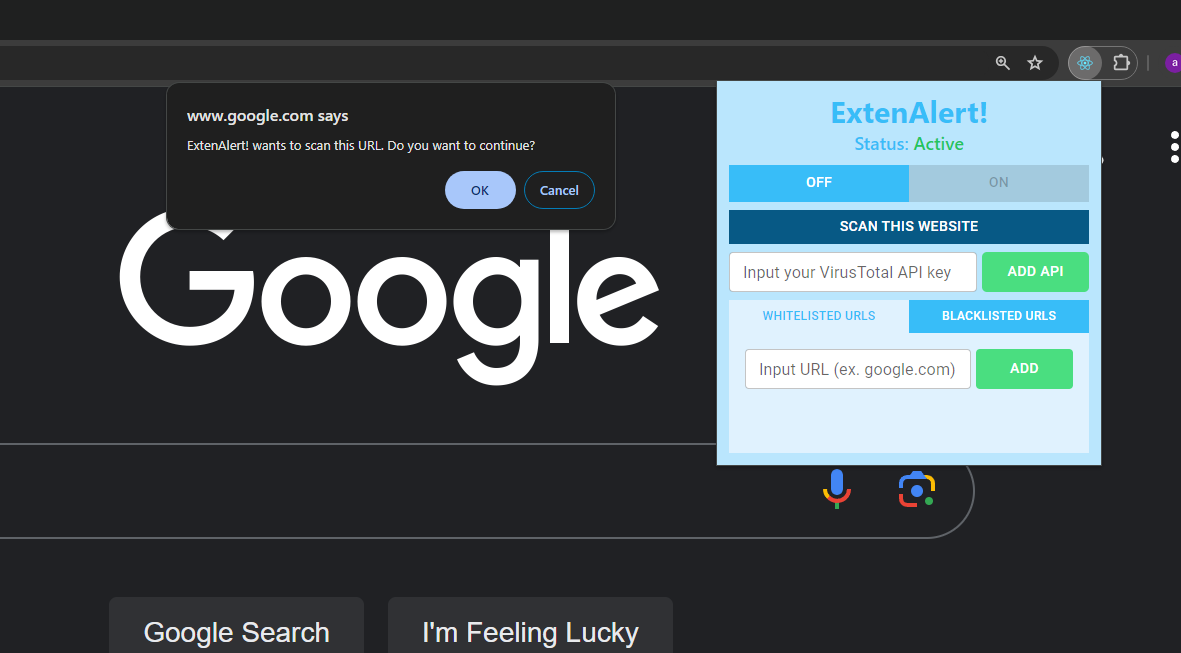 a
www.google.com says
ExtenAlert! wants to scan this URL. Do you want to continue?
OK
Cancel
Google
ExtenAlert!
Status: Active
OFF
ON
SCAN THIS WEBSITE
Input your VirusTotal API key
ADD API
WHITELISTED URLS
BLACKLISTED URLS
Input URL (ex. google.com)
ADD
Google Search
I'm Feeling Lucky